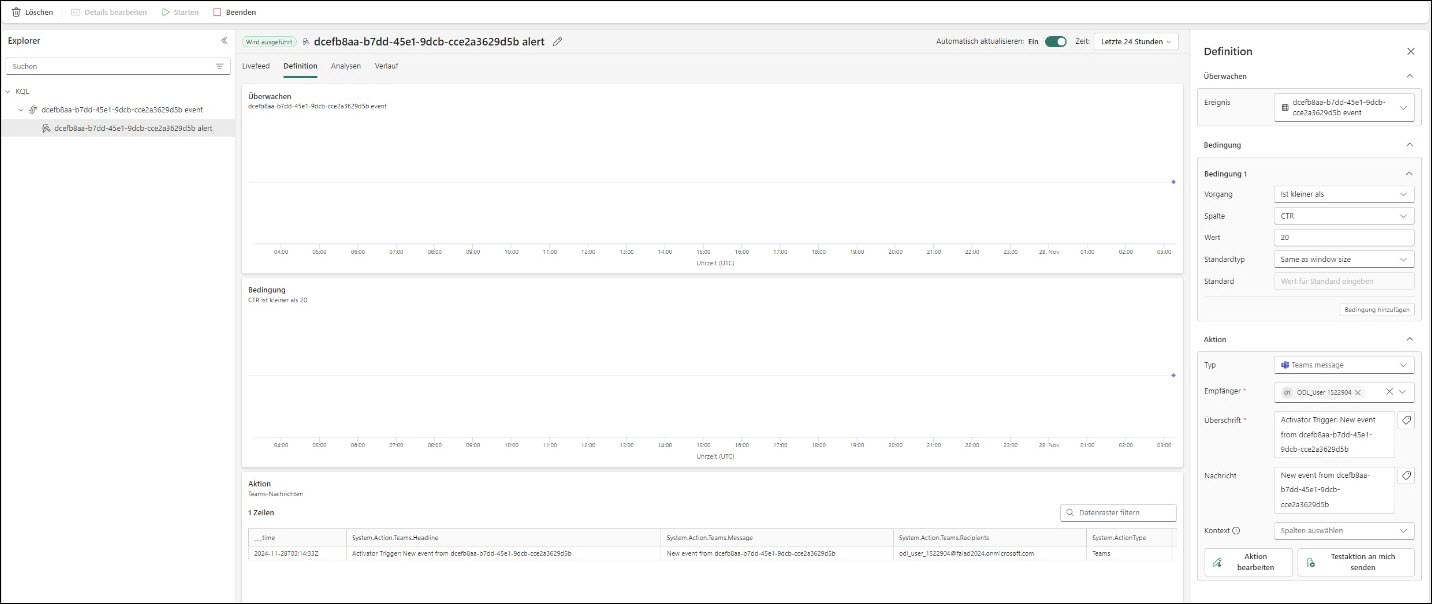 Löschen
Details bearbeiten
Starten
Beenden
Explorer
Suchen
KQL
dcefb8aa-b7dd-45e1-9dcb-cce2a3629d5b event
dcefb8aa-b7dd-45e1-9dcb-cce2a3629d5b alert
Wird ausgeführt
dcefb8aa-b7dd-45e1-9dcb-cce2a3629d5b alert
Automatisch aktualisieren: Ein
Zeit:
Letzte 24 Stunden
Livefeed
Definition
Analysen
Verlauf
Überwachen
dcefb8aa-b7dd-45e1-9dcb-cce2a3629d5b event
04:00 05:00 06:00 07:00 08:00 09:00 10:00 11:00 12:00 13:00 14:00 15:00 16:00 17:00 18:00 19:00 20:00 21:00 22:00 23:00 28. Nov 01:00 02:00 03:00
Uhrzeit (UTC)
Bedingung
CTR Ist kleiner als 20
04:00 05:00 06:00 07:00 08:00 09:00 10:00 11:00 12:00 13:00 14:00 15:00 16:00 17:00 18:00 19:00 20:00 21:00 22:00 23:00 28. Nov 01:00 02:00 03:00
Uhrzeit (UTC)
Aktion
Teams-Nachrichten
1 Zeilen
Datenraster filtern
__time
System.Action.Teams.Headline
System.Action.Teams.Message
System.Action.Teams.Recipients
System.ActionType
2024-11-28T03:14:33Z
Activator Trigger: New event from dcefb8aa-b7dd-45e1-9dcb-cce2a3629d5b
New event from dcefb8aa-b7dd-45e1-9dcb-cce2a3629d5b
odl_user_1522904@faiad2024.onmicrosoft.com
Teams
Definition
Überwachen
Ereignis
dcefb8aa-b7dd-45e1-9dcb-
cce2a3629d5b event
Bedingung
Bedingung 1
Vorgang
Ist kleiner als
Spalte
CTR
Wert
20
Standardtyp
Same as window size
Standard
Wert für Standard eingeben
Bedingung hinzufügen
Aktion
Typ
Teams message
Empfänger *
ODL_User 1522904
Überschrift *
Activator Trigger: New event
from dcefb8aa-b7dd-45e1-
9dcb-cce2a3629d5b
Nachricht
New event from dcefb8aa-
b7dd-45e1-9dcb-
cce2a3629d5b
Kontext
Spalten auswählen
Aktion
bearbeiten
Testaktion an mich
senden